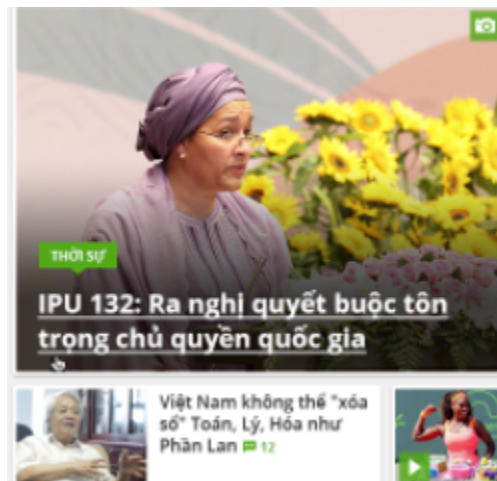 THỜI SỰ
IPU 132: Ra nghị quyết buộc tôn
trọng chủ quyền quốc gia
Việt Nam không thể "xóa
sổ" Toán, Lý, Hóa như
Phần Lan 12